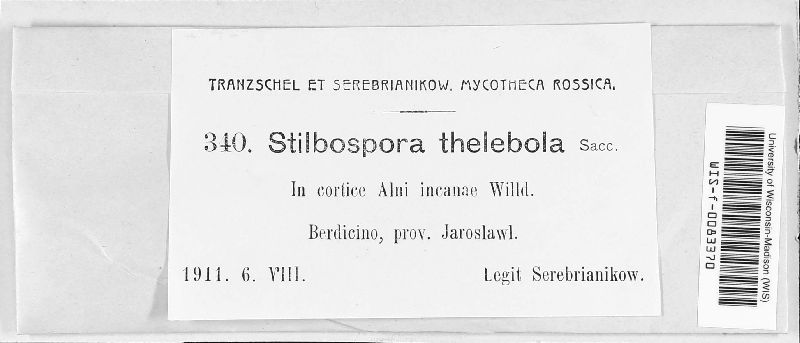 TRANZSCHEL ET SEREBRIANIKOW. MYCOTHECA ROSSICA.
340. Stilbospora thelebola Sacc.
In cortice Alni incanae Willd.
Berdicino, prov. Jaroslawl.
1911. 6. VIII. Legit Serebrianikow.
University of Wisconsin-Madison (WIS)
WIS-f-0083370